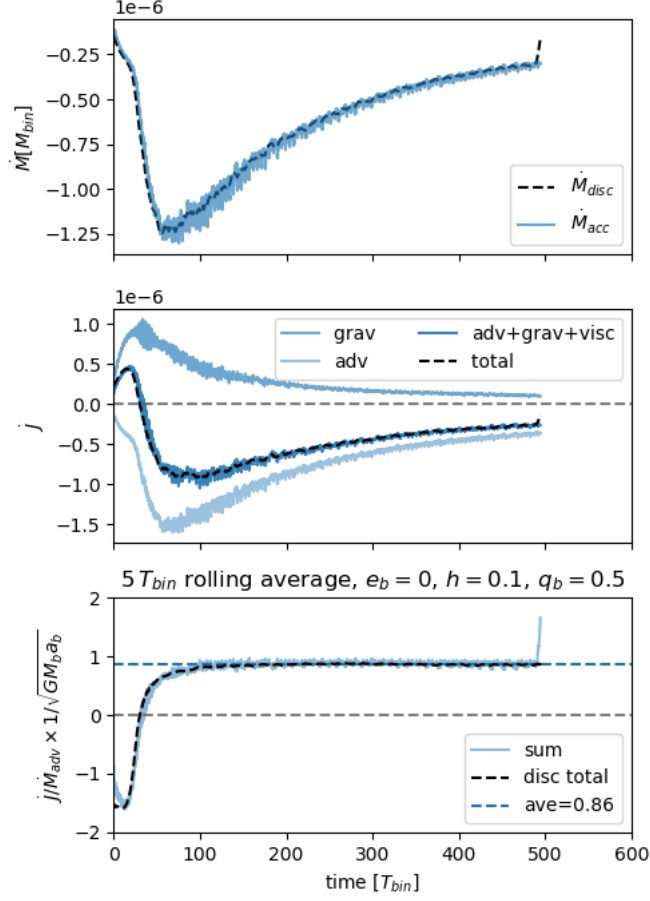 1e−6
−0.25
−0.50
−0.75
−1.00
−1.25
Ṁ[M_bin]
Ṁ_disc
Ṁ_acc
1e−6
1.0
0.5
0.0
−0.5
−1.0
−1.5
J̇
grav
adv
adv+grav+visc
total
5 T_bin rolling average, e_b = 0, h = 0.1, q_b = 0.5
2
1
0
−1
−2
J̇/Ṁ_adv × 1/√GM_b a_b
sum
disc total
ave=0.86
0 100 200 300 400 500 600
time [T_bin]